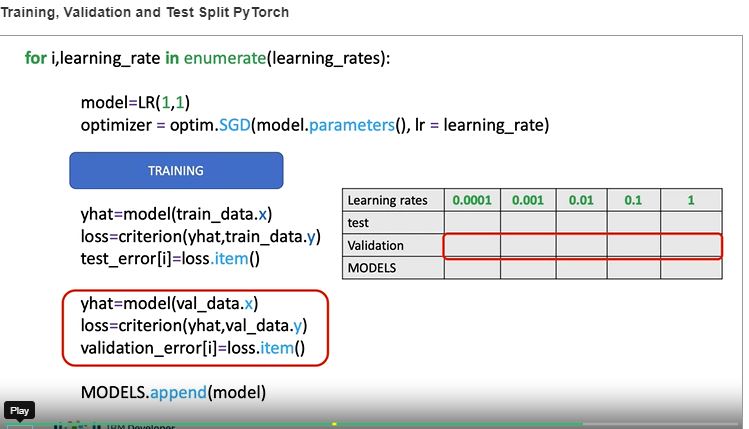 Training, Validation and Test Split PyTorch
for i,learning_rate in enumerate(learning_rates):
model=LR(1,1)
optimizer = optim.SGD(model.parameters(), lr = learning_rate)
TRAINING
yhat=model(train_data.x)
loss=criterion(yhat,train_data.y)
test_error[i]=loss.item()
Learning rates 0.0001 0.001 0.01 0.1 1
test
Validation
MODELS
yhat=model(val_data.x)
loss=criterion(yhat,val_data.y)
validation_error[i]=loss.item()
MODELS.append(model)
Play
IBM Developer